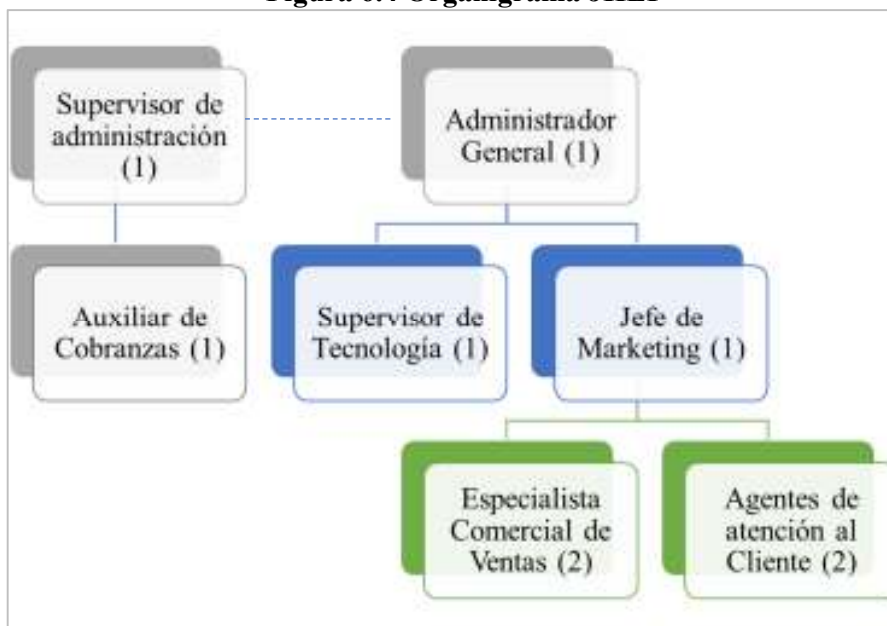 Supervisor de
administración
(1)
Administrador
General (1)
Auxiliar de
Cobranzas (1)
Supervisor de
Tecnología (1)
Jefe de
Marketing (1)
Especialista
Comercial de
Ventas (2)
Agentes de
atención al
Cliente (2)